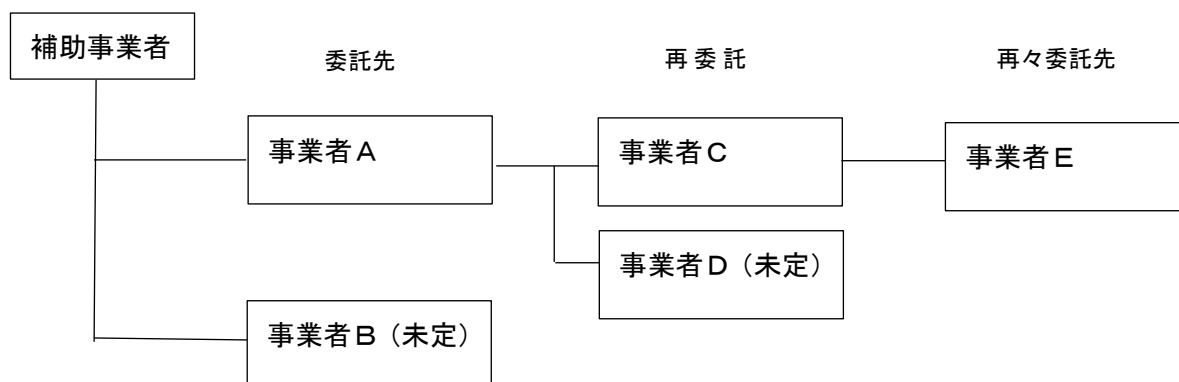 補助事業者
委託先
再委託
再々委託先
事業者A
事業者C
事業者E
事業者D（未定）
事業者B（未定）